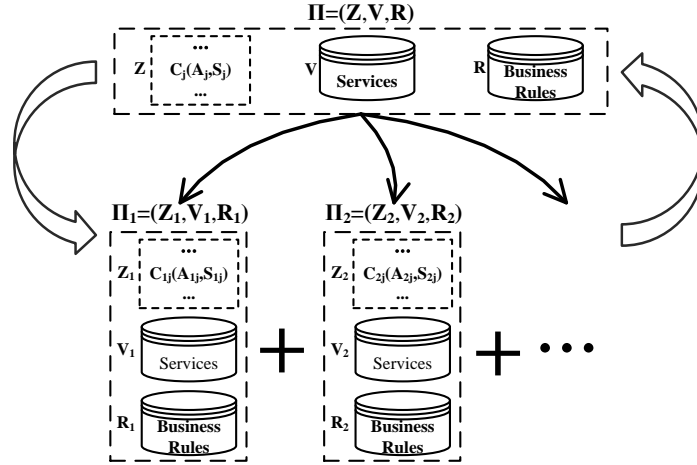 Π=(Z,V,R)
Z
...
Cj(Aj,Sj)
...
V
Services
R
Business
Rules
Π1=(Z1,V1,R1)
Π2=(Z2,V2,R2)
Z1
...
C1j(A1j,S1j)
...
Z2
...
C2j(A2j,S2j)
...
V1
Services
+
V2
Services
+
...
R1
Business
Rules
R2
Business
Rules